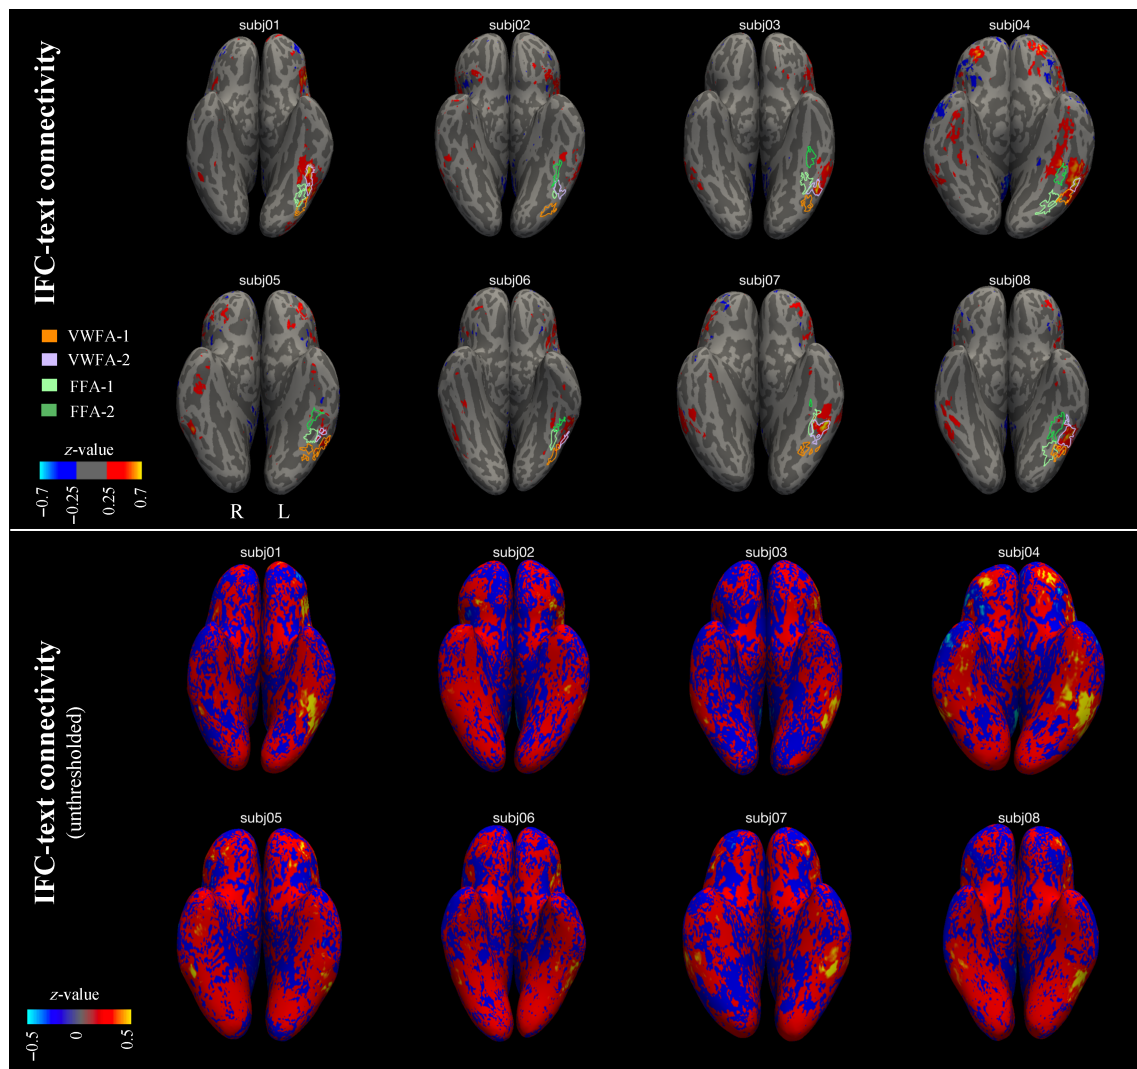 subj01
subj02
subj03
subj04
IFC-text connectivity
subj05
subj06
subj07
subj08
VWFA-1
VWFA-2
FFA-1
FFA-2
z-value
−0.7
−0.25
0.25
0.7
R
L
subj01
subj02
subj03
subj04
IFC-text connectivity
(unthresholded)
subj05
subj06
subj07
subj08
z-value
−0.5
0
0.5